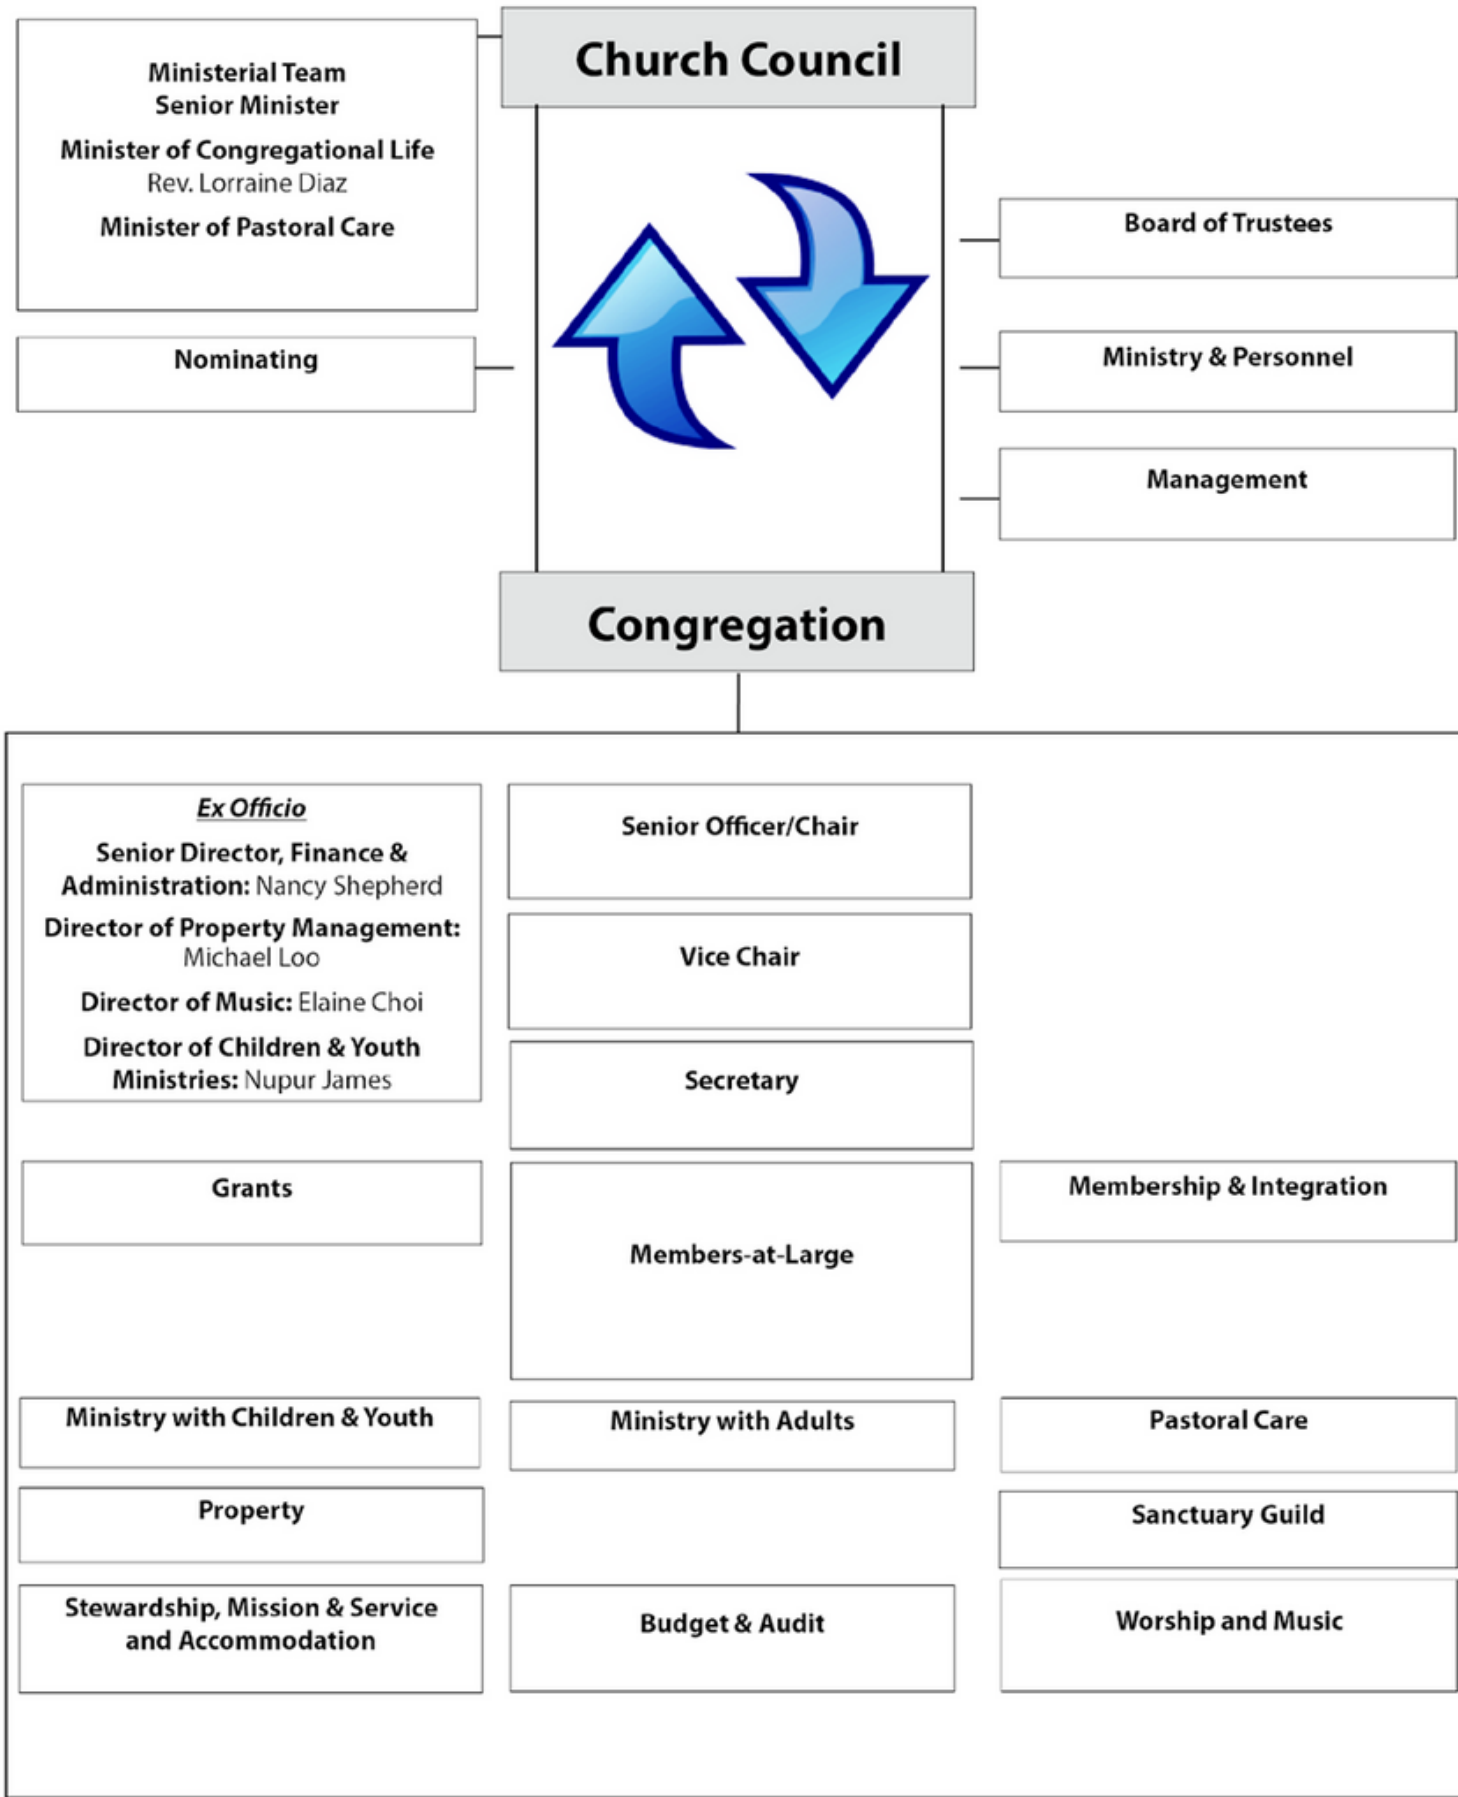 Church Council
Ministerial Team
Senior Minister
Minister of Congregational Life
Rev. Lorraine Diaz
Minister of Pastoral Care
Nominating
Board of Trustees
Ministry & Personnel
Management
Congregation
Ex Officio
Senior Director, Finance &
Administration: Nancy Shepherd
Director of Property Management:
Michael Loo
Director of Music: Elaine Choi
Director of Children & Youth
Ministries: Nupur James
Senior Officer/Chair
Vice Chair
Secretary
Grants
Members-at-Large
Membership & Integration
Ministry with Children & Youth
Ministry with Adults
Pastoral Care
Property
Sanctuary Guild
Stewardship, Mission & Service
and Accommodation
Budget & Audit
Worship and Music